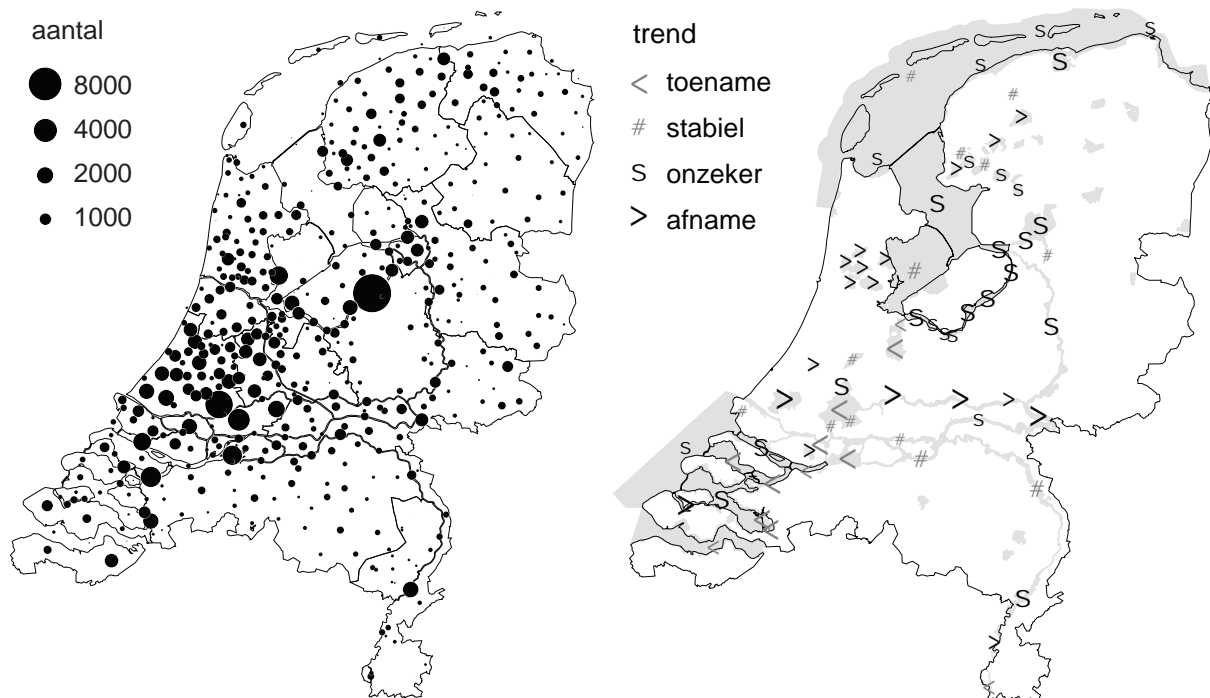 aantal
8000
4000
2000
1000
trend
< toename
# stabiel
S onzeker
> afname